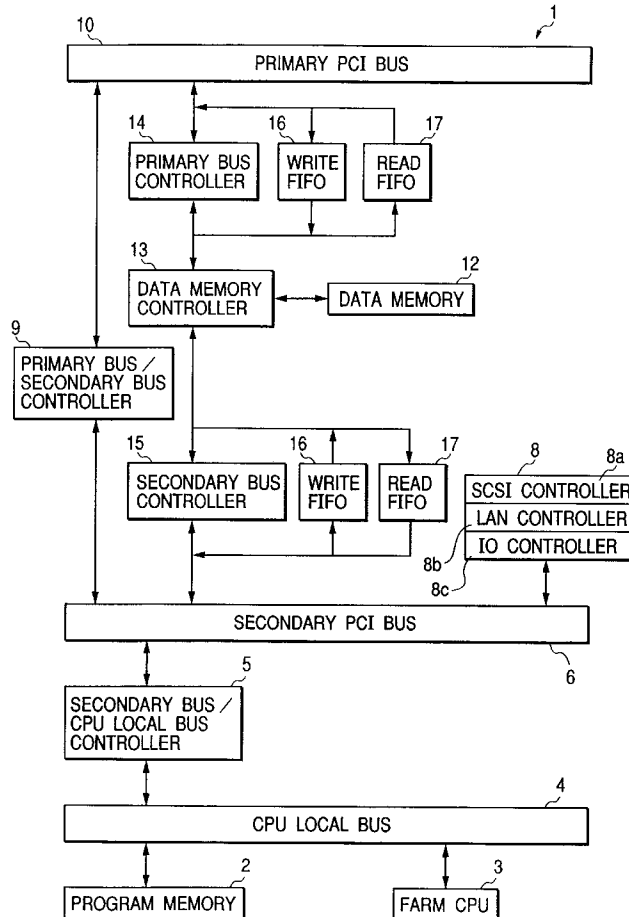 10
1
PRIMARY PCI BUS
14
16
17
PRIMARY BUS
CONTROLLER
WRITE
FIFO
READ
FIFO
13
12
DATA MEMORY
CONTROLLER
DATA MEMORY
9
PRIMARY BUS /
SECONDARY BUS
CONTROLLER
15
16
17
8
8a
SECONDARY BUS
CONTROLLER
WRITE
FIFO
READ
FIFO
SCSI CONTROLLER
LAN CONTROLLER
IO CONTROLLER
8b
8c
SECONDARY PCI BUS
6
5
SECONDARY BUS /
CPU LOCAL BUS
CONTROLLER
4
CPU LOCAL BUS
2
3
PROGRAM MEMORY
FARM CPU